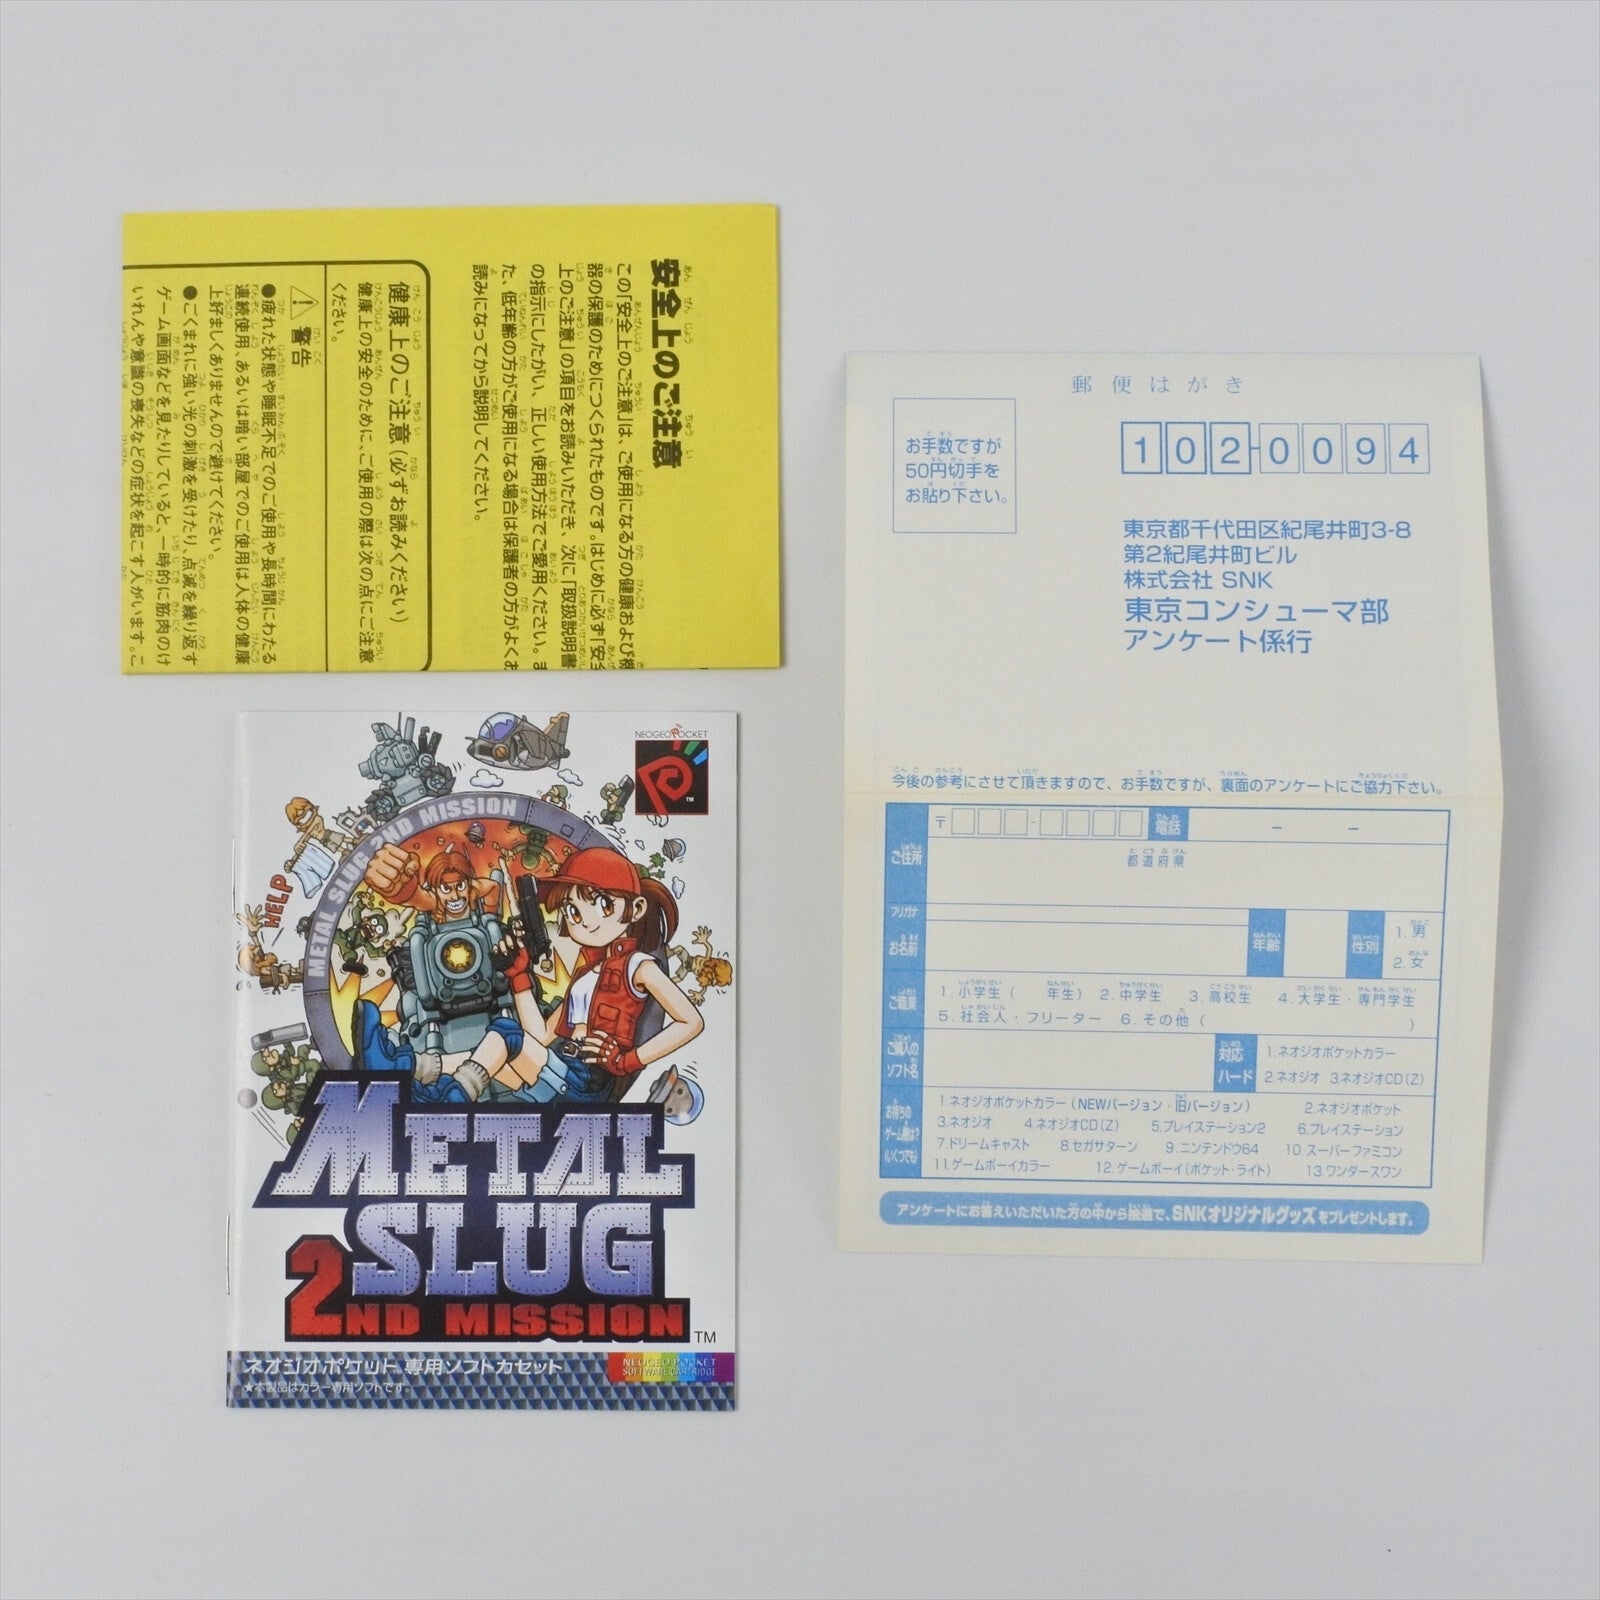 安全上のご注意
この「安全上のご注意」は、ご使用になる方の健康および機
器の保護のためにつくられたものです。はじめに必ず「安全
上のご注意」の項目をお読みいただき、次に「取扱説明書
の指示にしたがい、正しい使用方法でご愛用ください。ま
た、低年齢の方がご使用になる場合は保護者の方がよくお
読みになってから説明してください。
健康上のご注意(必ずお読みください)
健康上の安全のために、ご使用の際は次の点にご注意
ください。
警告
●疲れた状態や睡眠不足でのご使用や長時間にわたる
連続使用、あるいは暗い部屋でのご使用は人体の健康
上好ましくありませんので避けてください。
●ごくまれに強い光の刺激を受けたり、点滅を繰り返す
ゲーム画面などを見たりしていると、一時的に筋肉のけ
いれんや意識の喪失などの症状を起こす人がいます。こ
NEOGEO POCKET
TM
METAL SLUG 2ND MISSION
HELP
METAL
SLUG
2ND MISSION TM
ネオジオポケット専用ソフトカセット
★本製品はカラー専用ソフトです。
NEOGEO POCKET
SOFTWARE CARTRIDGE
郵便はがき
お手数ですが
50円切手を
お貼り下さい。
102-0094
東京都千代田区紀尾井町3-8
第2紀尾井町ビル
株式会社 SNK
東京コンシューマ部
アンケート係行
今後の参考にさせて頂きますので、お手数ですが、裏面のアンケートにご協力下さい。
ご住所 〒 - 電話 － －
都道府県
フリガナ
お名前 年齢 性別 1.男
2.女
ご職業 1.小学生( 年生) 2.中学生 3.高校生 4.大学生・専門学生
5.社会人・フリーター 6.その他( )
ご購入の
ソフト名
対応
ハード
1.ネオジオポケットカラー
2.ネオジオ 3.ネオジオCD(Z)
お持ちの
ゲーム機は?
(いくつでも)
1.ネオジオポケットカラー(NEWバージョン・旧バージョン) 2.ネオジオポケット
3.ネオジオ 4.ネオジオCD(Z) 5.プレイステーション2 6.プレイステーション
7.ドリームキャスト 8.セガサターン 9.ニンテンドウ64 10.スーパーファミコン
11.ゲームボーイカラー 12.ゲームボーイ(ポケット・ライト) 13.ワンダースワン
アンケートにお答えいただいた方の中から抽選で、SNKオリジナルグッズをプレゼントします。